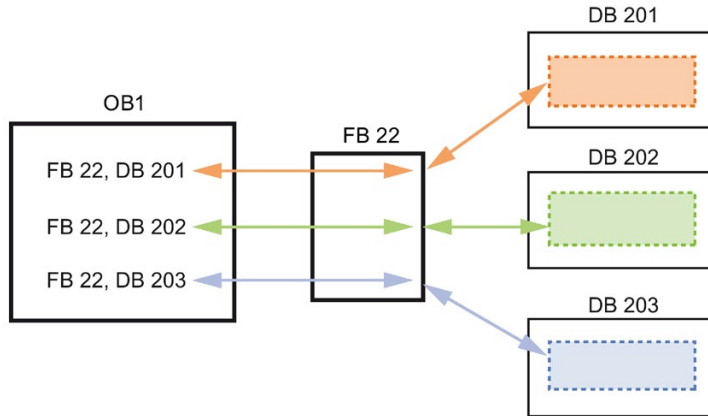 OB1
FB 22, DB 201
FB 22, DB 202
FB 22, DB 203
FB 22
DB 201
DB 202
DB 203